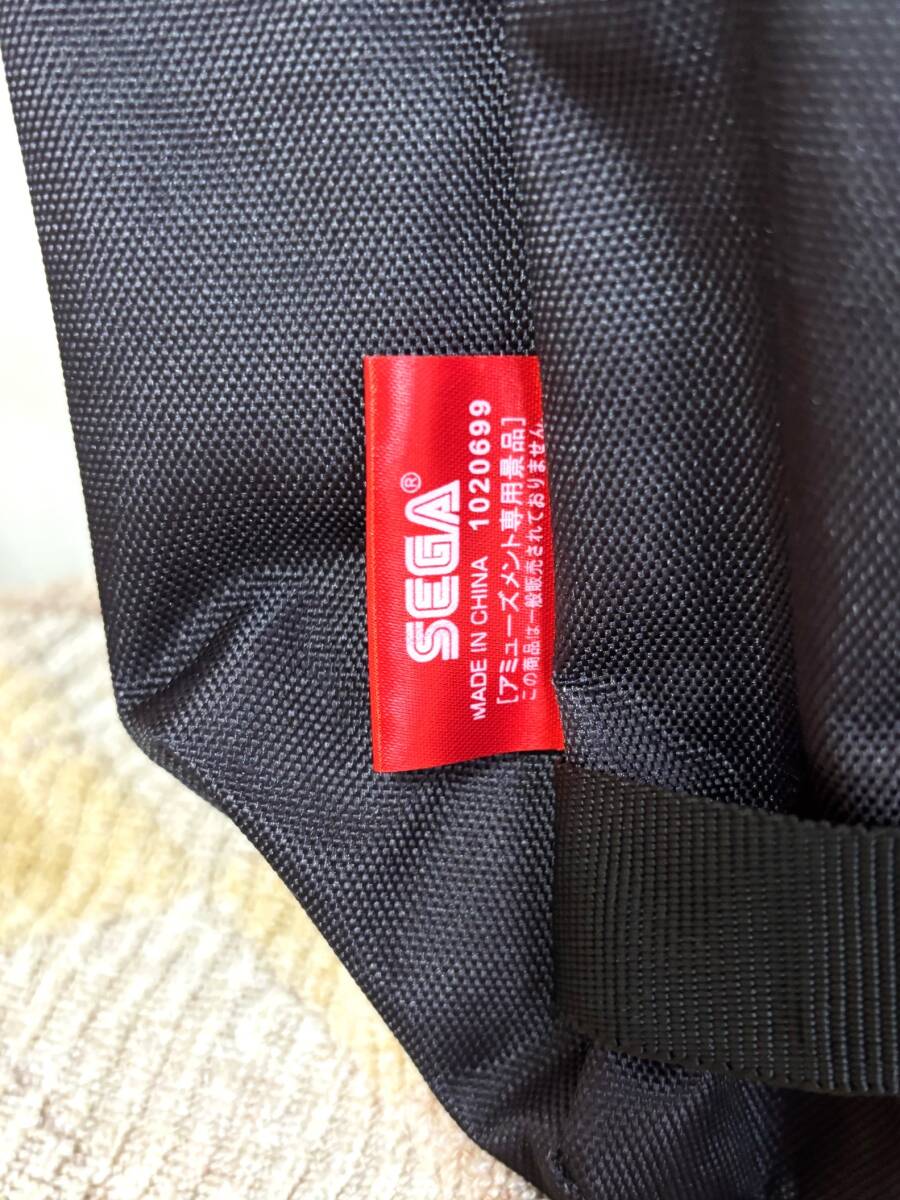 SEGA®
MADE IN CHINA 1020699
[アミューズメント専用景品]
この商品は一般販売されておりません